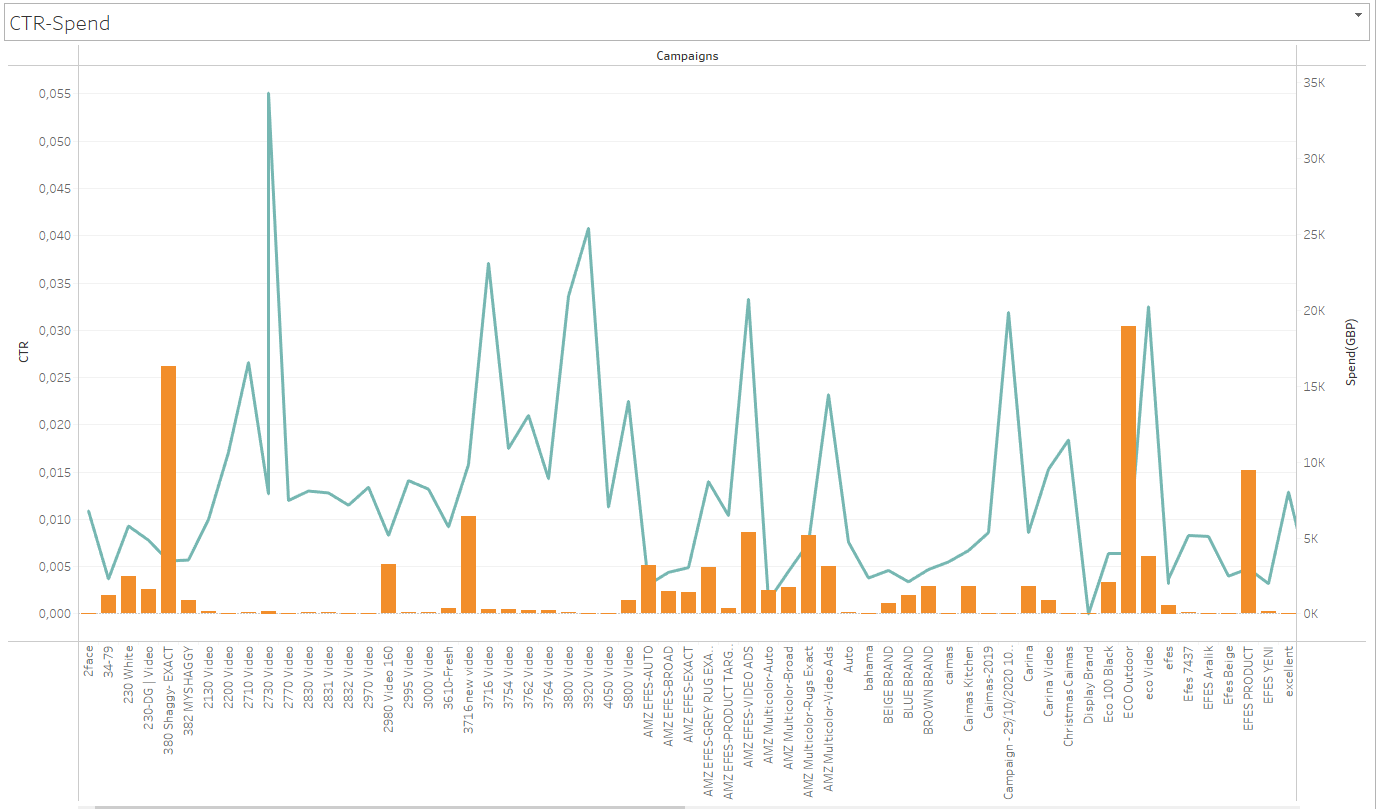 CTR-Spend
Campaigns
CTR
0,055
0,050
0,045
0,040
0,035
0,030
0,025
0,020
0,015
0,010
0,005
0,000
35K
30K
25K
20K
15K
10K
5K
0K
Spend(GBP)
2face
34-79
230 White
230-DG | Video
380 Shaggy- EXACT
382 MYSHAGGY
2130 Video
2200 Video
2710 Video
2730 Video
2770 Video
2830 Video
2831 Video
2832 Video
2970 Video
2980 Video 160
2995 Video
3000 Video
3610-Fresh
3716 new video
3716 Video
3754 Video
3762 Video
3764 Video
3800 Video
3920 Video
4050 Video
5800 Video
AMZ EFES-AUTO
AMZ EFES-BROAD
AMZ EFES-EXACT
AMZ EFES-GREY RUG EXA..
AMZ EFES-PRODUCT TARG..
AMZ EFES-VIDEO ADS
AMZ Multicolor-Auto
AMZ Multicolor-Broad
AMZ Multicolor-Rugs Exact
AMZ Multicolor-Video Ads
Auto
bahama
BEIGE BRAND
BLUE BRAND
BROWN BRAND
caimas
Caimas Kitchen
Caimas-2019
Campaign - 29/10/2020 10..
Carina
Carina Video
Christmas Caimas
Display Brand
Eco 100 Black
ECO Outdoor
eco Video
efes
Efes 7437
EFES Aralik
Efes Beige
EFES PRODUCT
EFES YENI
excellent